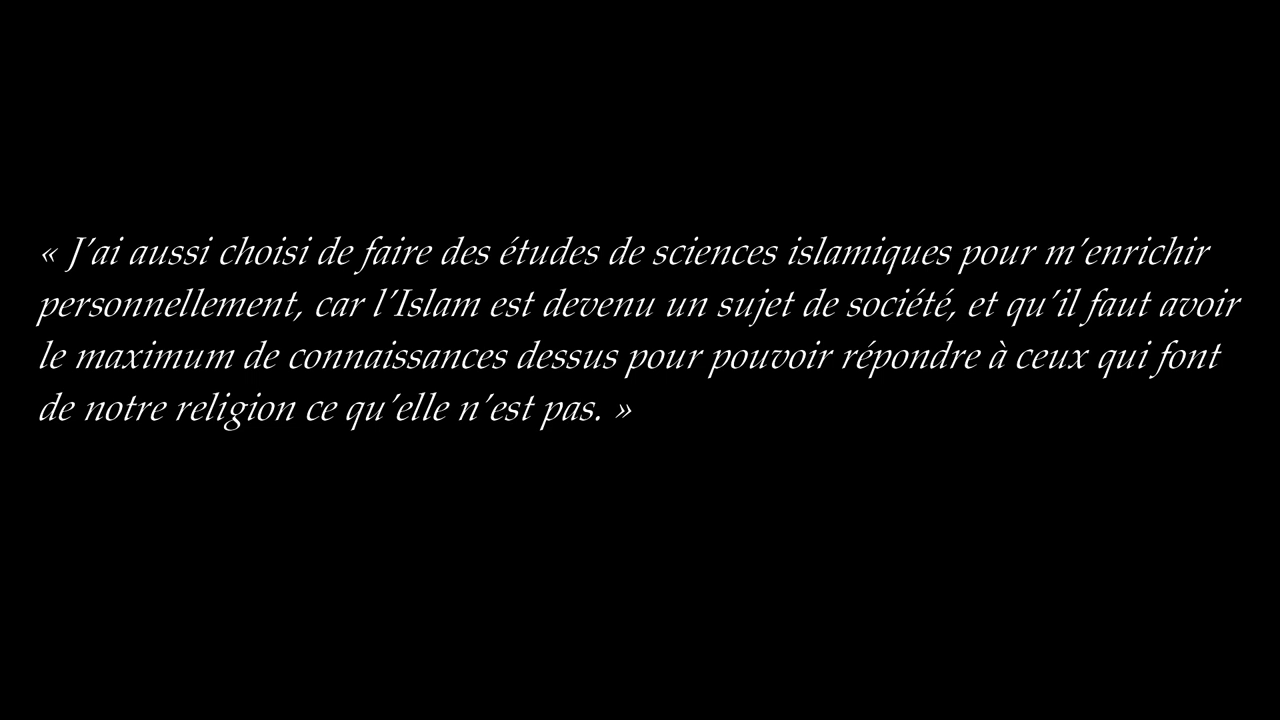 « J’ai aussi choisi de faire des études de sciences islamiques pour m’enrichir
personnellement, car l’Islam est devenu un sujet de société, et qu’il faut avoir
le maximum de connaissances dessus pour pouvoir répondre à ceux qui font
de notre religion ce qu’elle n’est pas. »